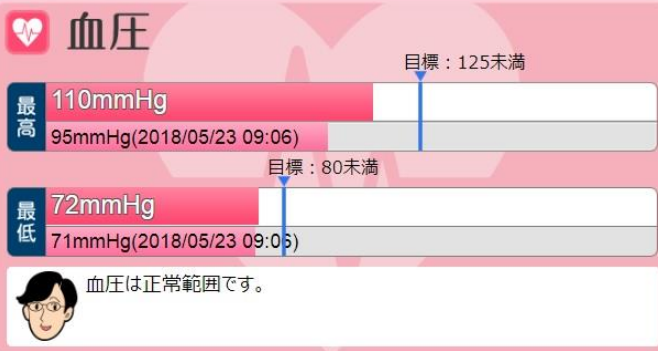 血圧
目標：125未満
最高
110mmHg
95mmHg(2018/05/23 09:06)
目標：80未満
最低
72mmHg
71mmHg(2018/05/23 09:06)
血圧は正常範囲です。